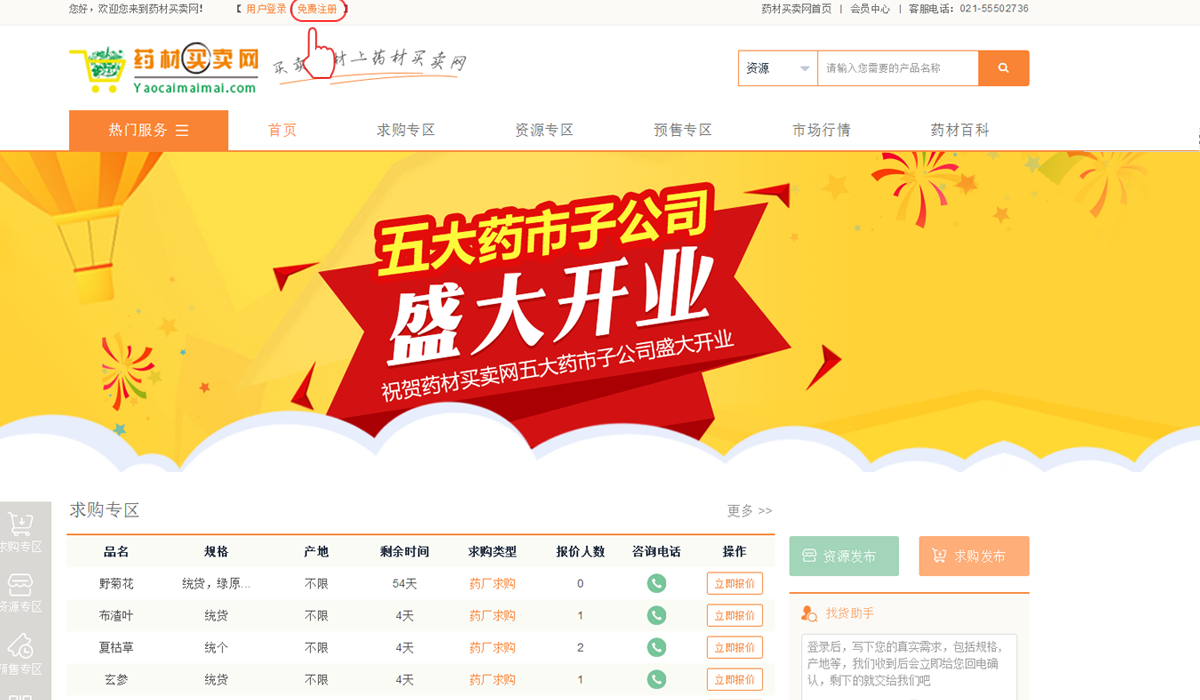 您好，欢迎您来到药材买卖网！ 【 用户登录 免费注册 】 药材买卖网首页 | 会员中心 | 客服电话：021-55502736
药材买卖网
Yaocaimaimai.com
买卖 材上药材买卖网
资源 请输入您需要的产品名称
热门服务 首页 求购专区 资源专区 预售专区 市场行情 药材百科
五大药市子公司
盛大开业
祝贺药材买卖网五大药市子公司盛大开业
求购专区 更多 >>
品名 规格 产地 剩余时间 求购类型 报价人数 咨询电话 操作
野菊花 统货，绿原... 不限 54天 药厂求购 0 立即报价
布渣叶 统货 不限 4天 药厂求购 1 立即报价
夏枯草 统个 不限 4天 药厂求购 2 立即报价
玄参 统货 不限 4天 药厂求购 1 立即报价
求购专区
资源专区
预售专区
资源发布 求购发布
找货助手
登录后，写下您的真实需求，包括规格，
产地等，我们收到后会立即给您回电确
认，剩下的就交给我们吧